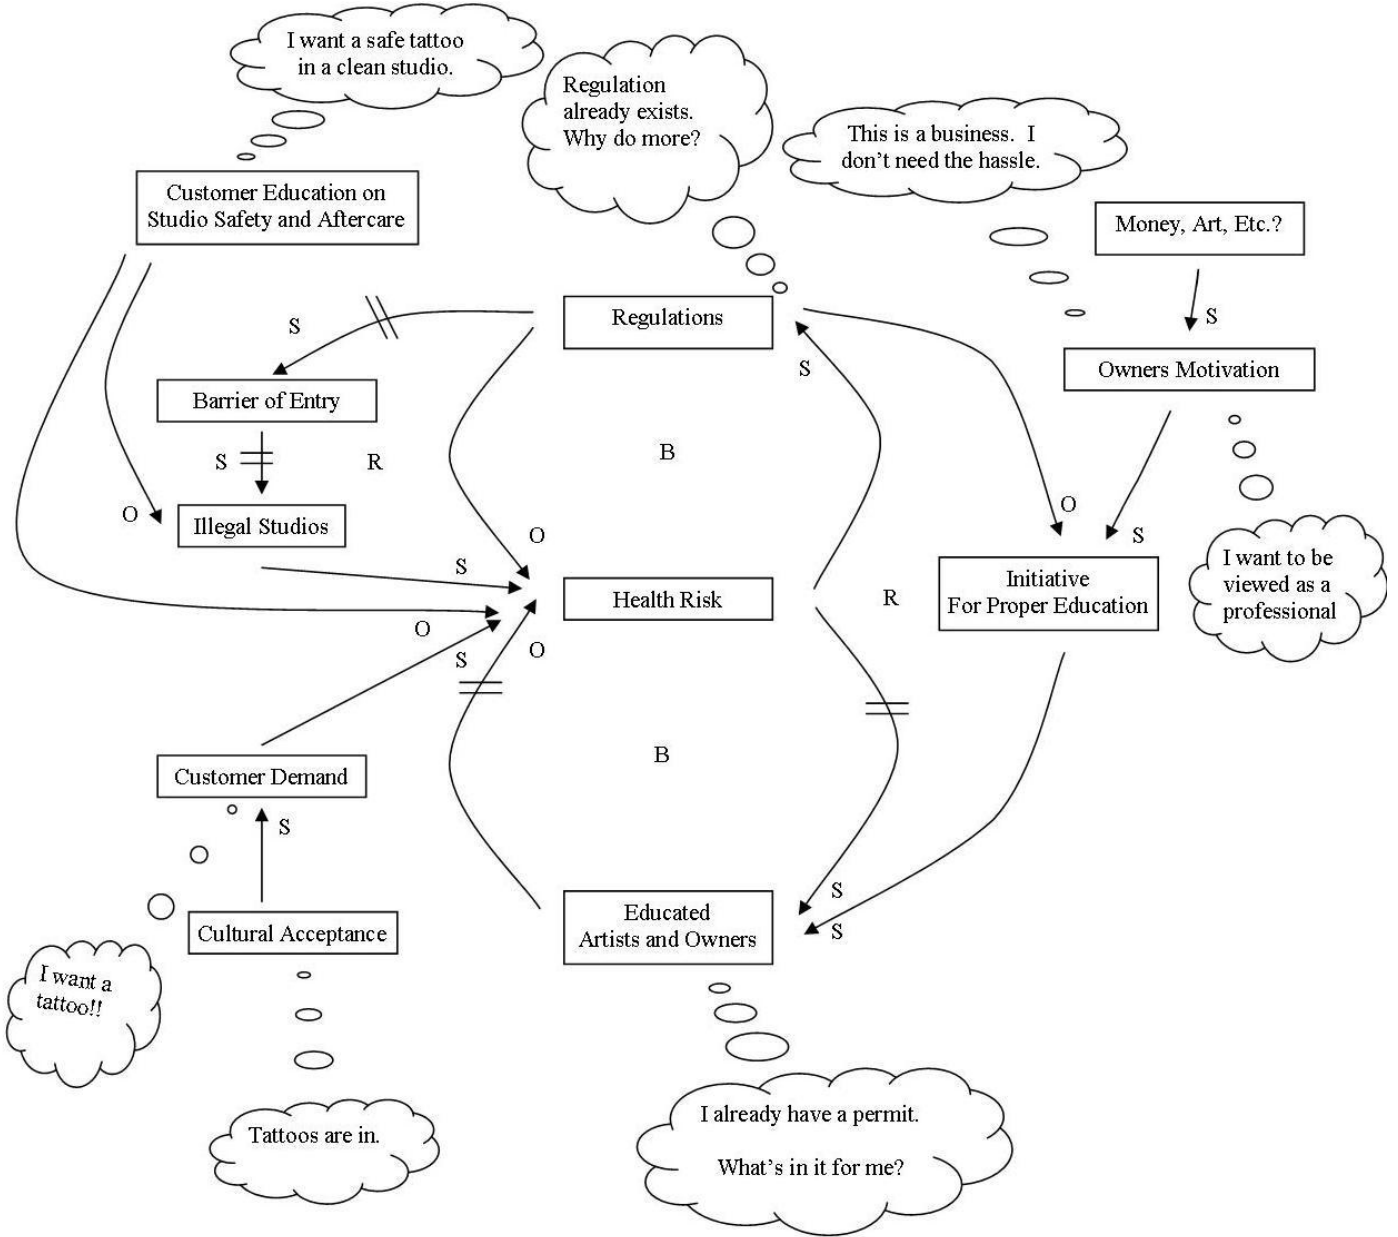 I want a safe tattoo
in a clean studio.
Regulation
already exists.
Why do more?
This is a business.  I
don't need the hassle.
Customer Education on
Studio Safety and Aftercare
Money, Art, Etc.?
Regulations
S
S
S
Owners Motivation
Barrier of Entry
B
S
R
O
O
Illegal Studios
O
S
S
Initiative
For Proper Education
I want to be
viewed as a
professional
Health Risk
R
O
S
O
B
Customer Demand
S
S
Educated
Artists and Owners
S
Cultural Acceptance
I want a
tattoo!!
Tattoos are in.
I already have a permit.
What's in it for me?